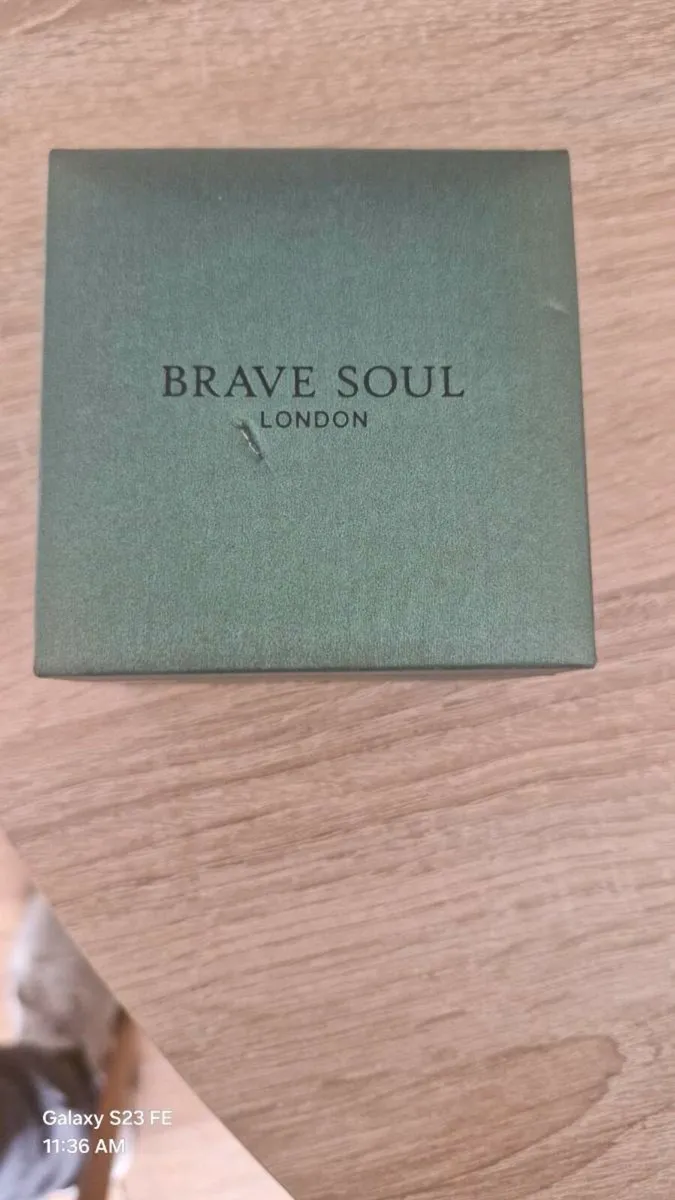 BRAVE SOUL
LONDON
Galaxy S23 FE
11:36 AM